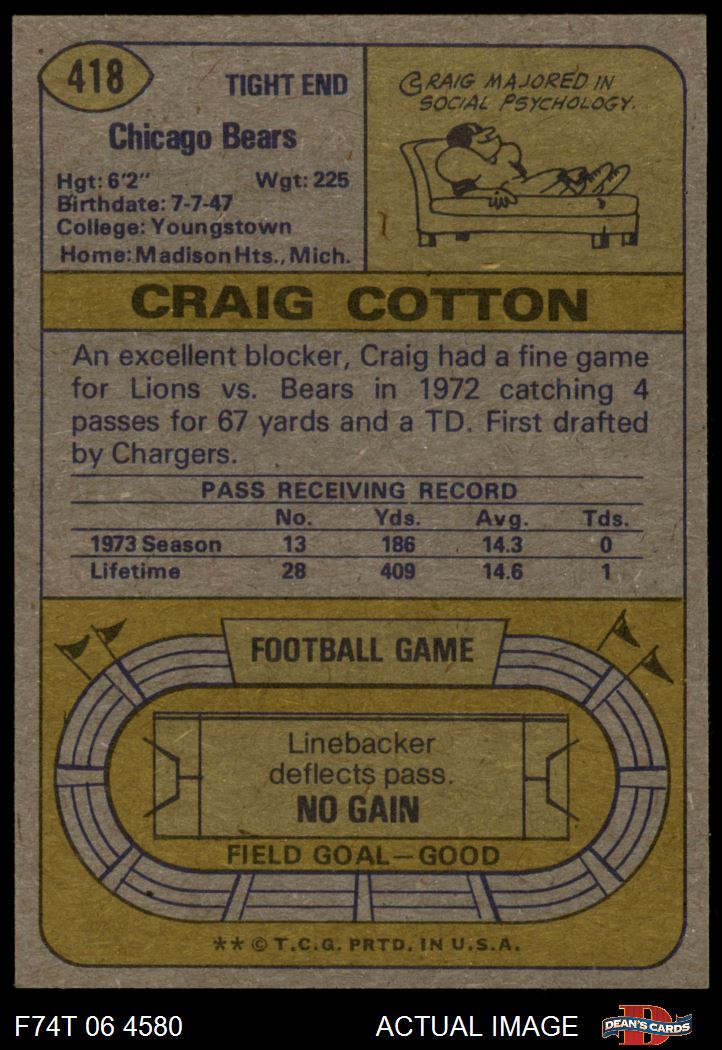 418
TIGHT END
Chicago Bears
Hgt: 6'2" Wgt: 225
Birthdate: 7-7-47
College: Youngstown
Home: Madison Hts., Mich.
CRAIG MAJORED IN
SOCIAL PSYCHOLOGY.
CRAIG COTTON
An excellent blocker, Craig had a fine game
for Lions vs. Bears in 1972 catching 4
passes for 67 yards and a TD. First drafted
by Chargers.
PASS RECEIVING RECORD
No. Yds. Avg. Tds.
1973 Season 13 186 14.3 0
Lifetime 28 409 14.6 1
FOOTBALL GAME
Linebacker
deflects pass.
NO GAIN
FIELD GOAL—GOOD
** © T.C.G. PRTD. IN U.S.A.
F74T 06 4580 ACTUAL IMAGE
D
DEAN'S CARDS